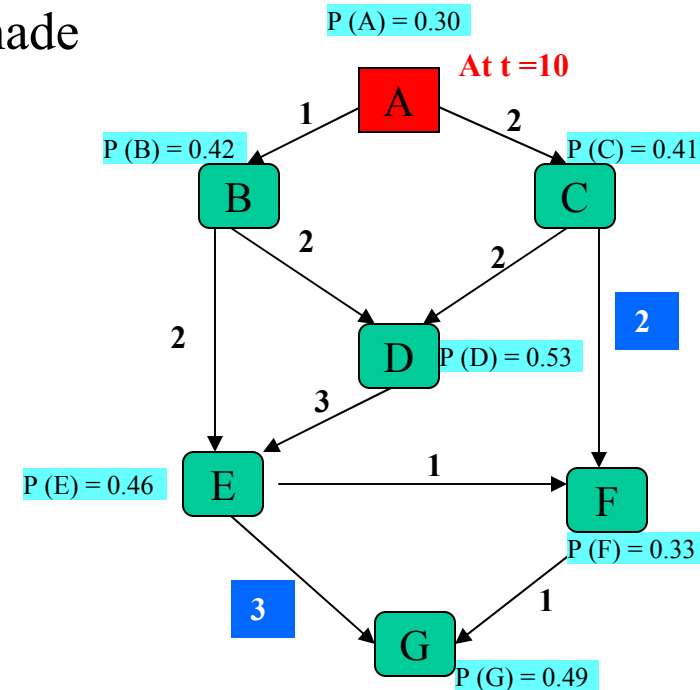 P (A) = 0.30
nade
At t =10
A
1
2
P (B) = 0.42
P (C) = 0.41
B
C
2
2
2
2
D
P (D) = 0.53
3
1
P (E) = 0.46
E
F
P (F) = 0.33
3
1
G
P (G) = 0.49